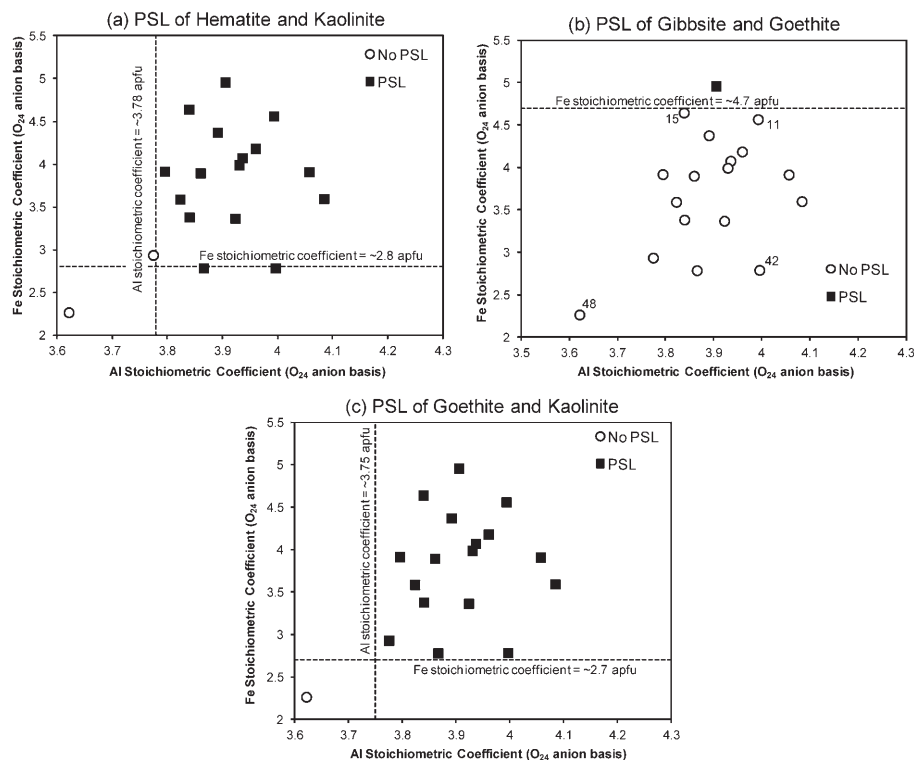 (a) PSL of Hematite and Kaolinite
5.5
5
4.5
4
3.5
3
2.5
2
Fe Stoichiometric Coefficient (O24 anion basis)
Al stoichiometric coefficient = ~3.78 apfu
No PSL
PSL
Fe stoichiometric coefficient = ~2.8 apfu
3.6 3.7 3.8 3.9 4 4.1 4.2 4.3
Al Stoichiometric Coefficient (O24 anion basis)
(b) PSL of Gibbsite and Goethite
5.5
5
4.5
4
3.5
3
2.5
2
Fe Stoichiometric Coefficient (O24 anion basis)
Fe stoichiometric coefficient = ~4.7 apfu
15
11
42
48
No PSL
PSL
3.5 3.6 3.7 3.8 3.9 4 4.1 4.2 4.3
Al Stoichiometric Coefficient (O24 anion basis)
(c) PSL of Goethite and Kaolinite
5.5
5
4.5
4
3.5
3
2.5
2
Fe Stoichiometric Coefficient (O24 anion basis)
Al stoichiometric coefficient = ~3.75 apfu
No PSL
PSL
Fe stoichiometric coefficient = ~2.7 apfu
3.6 3.7 3.8 3.9 4 4.1 4.2 4.3
Al Stoichiometric Coefficient (O24 anion basis)